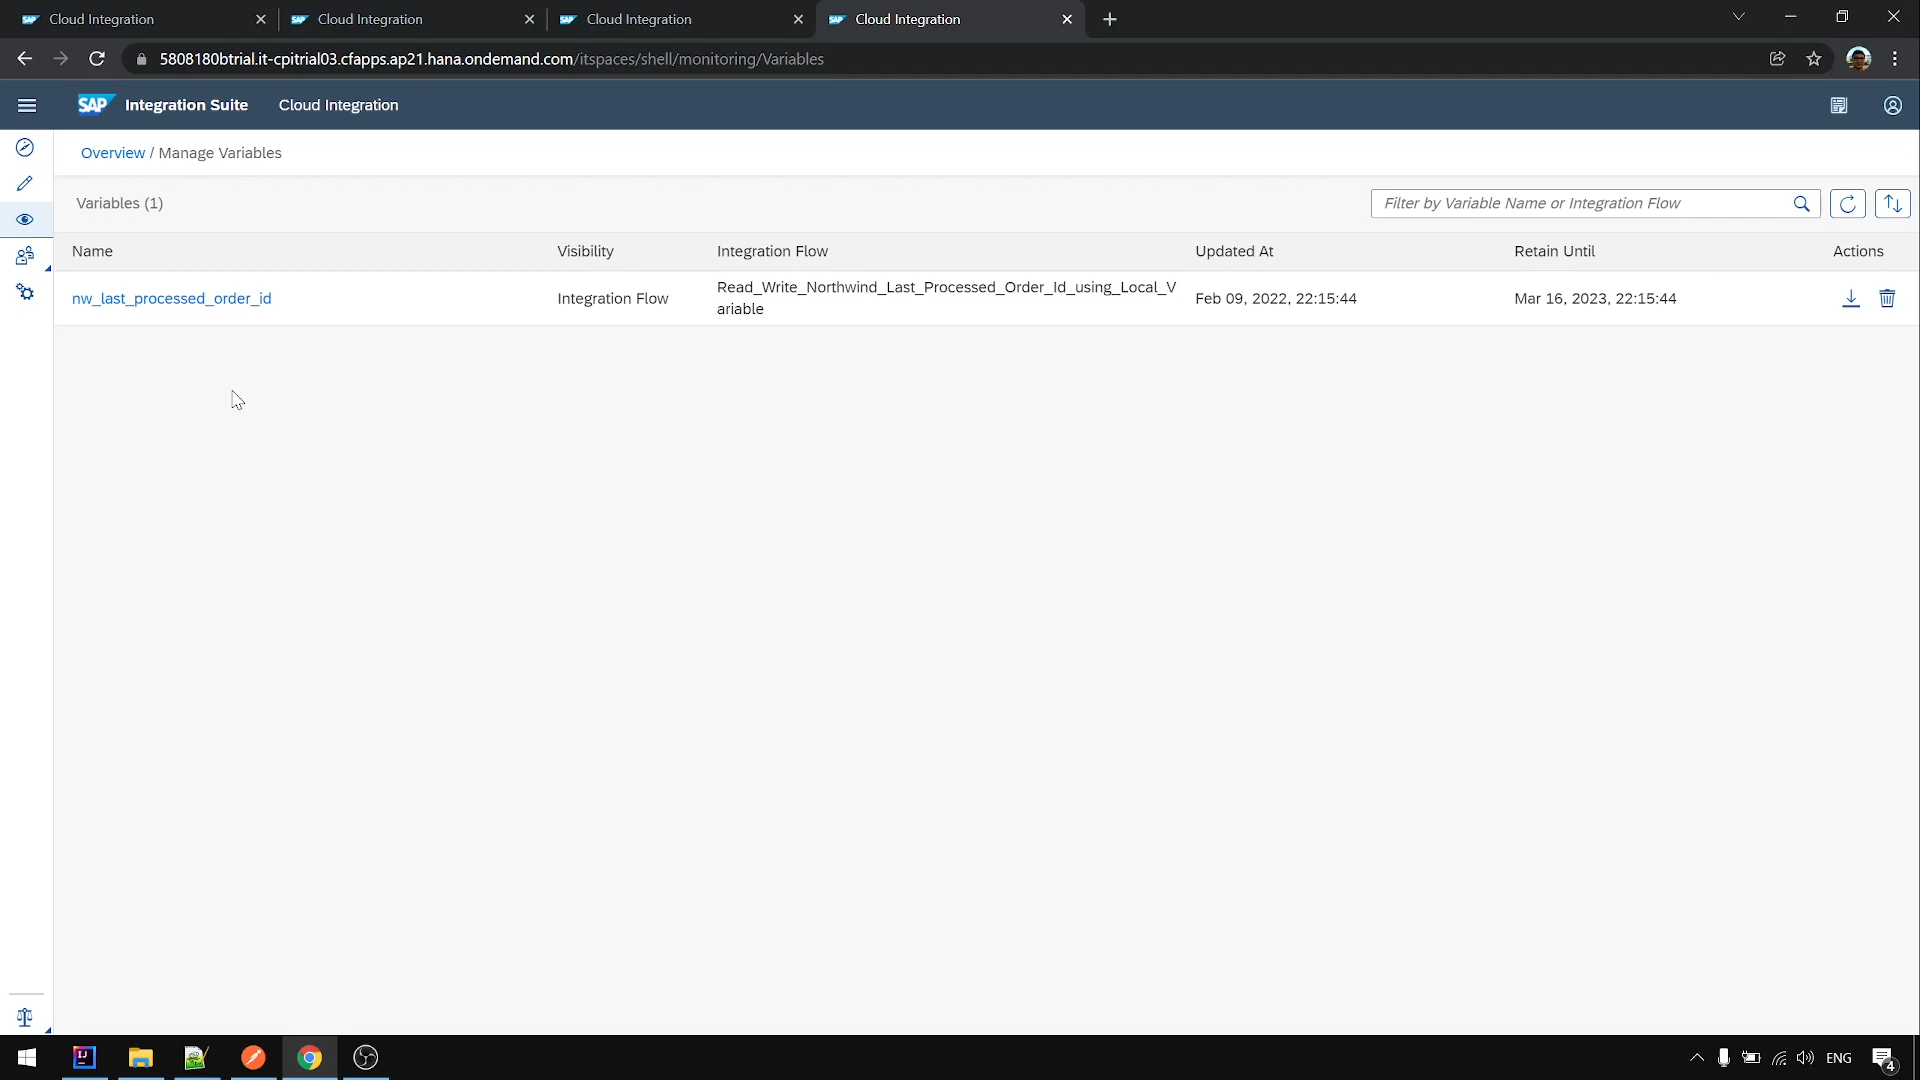 Cloud Integration
Cloud Integration
Cloud Integration
Cloud Integration
5808180btrial.it-cpitrial03.cfapps.ap21.hana.ondemand.com/itspaces/shell/monitoring/Variables
SAP Integration Suite Cloud Integration
Overview / Manage Variables
Variables (1)
Filter by Variable Name or Integration Flow
Name Visibility Integration Flow Updated At Retain Until Actions
nw_last_processed_order_id Integration Flow Read_Write_Northwind_Last_Processed_Order_Id_using_Local_V Feb 09, 2022, 22:15:44 Mar 16, 2023, 22:15:44
ariable
ENG
4